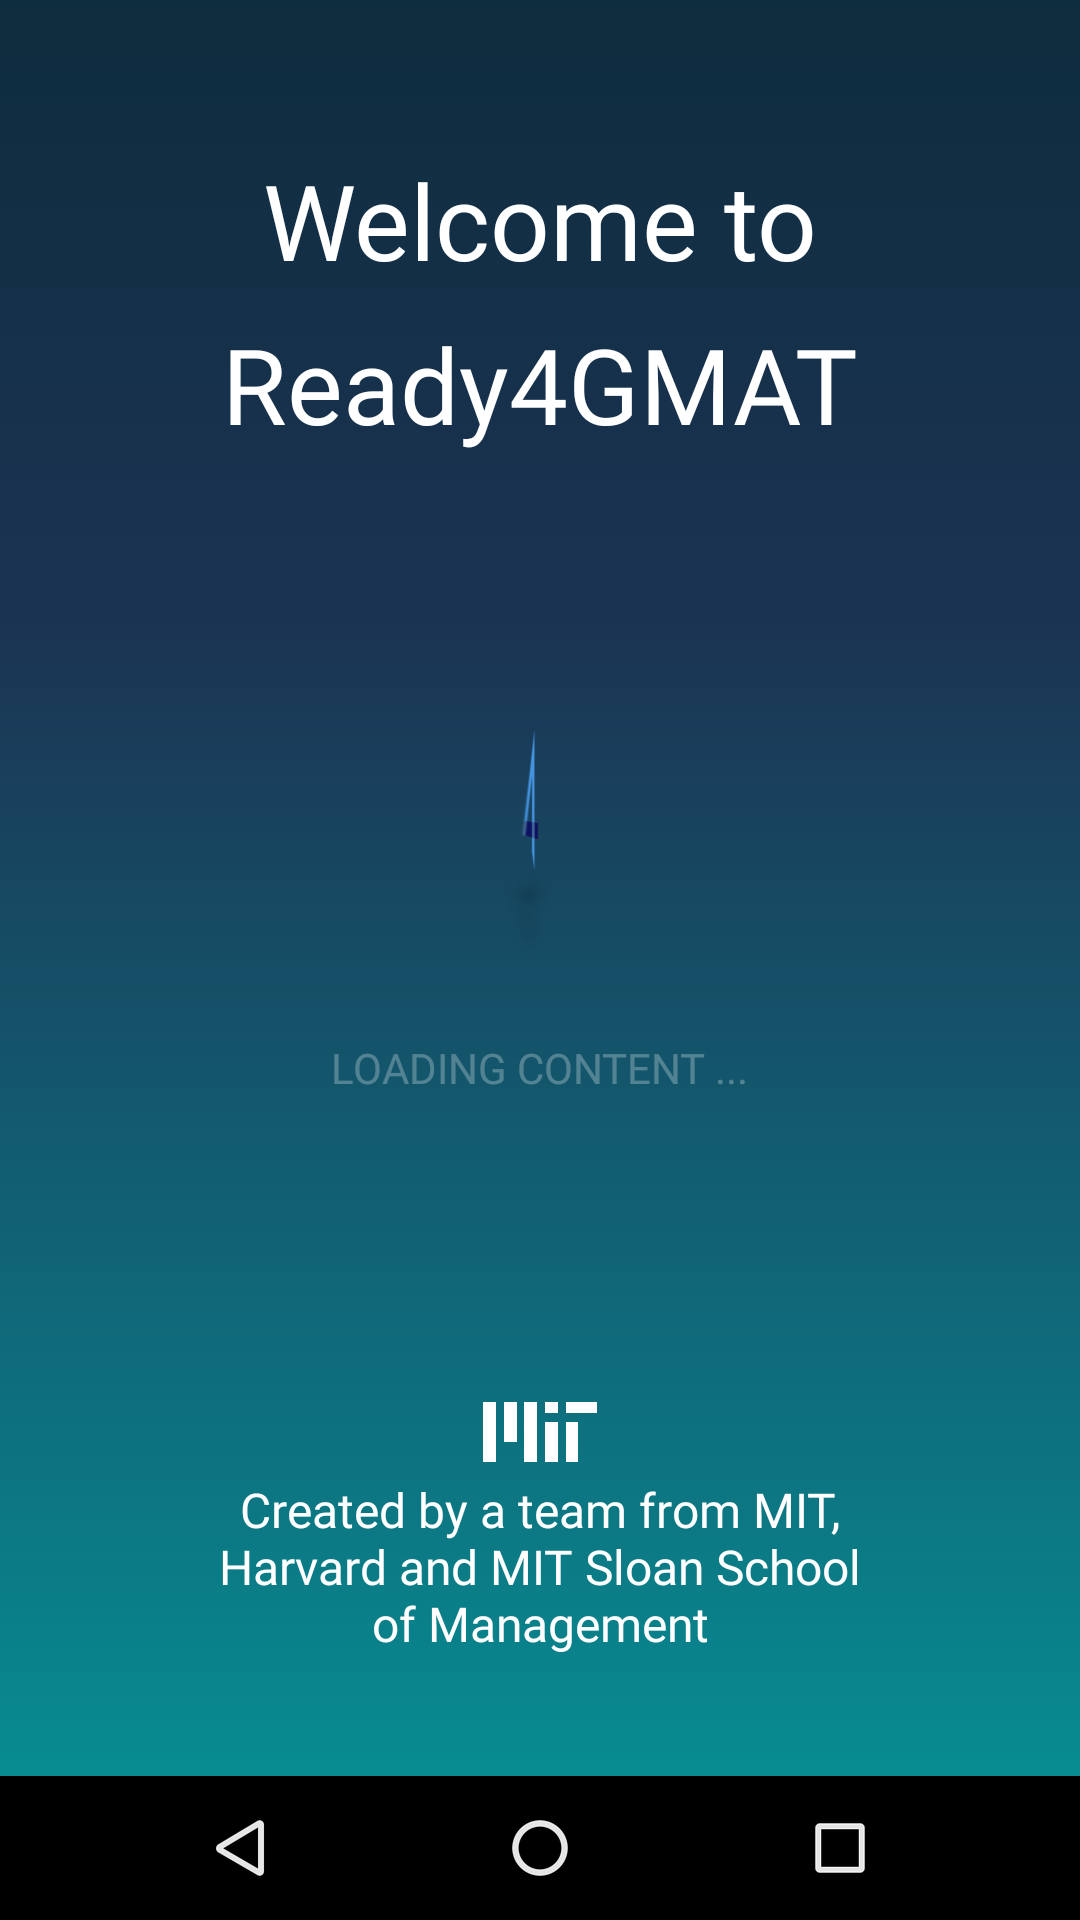 Welcome to
Ready4GMAT
LOADING CONTENT ...
MIT
Created by a team from MIT,
Harvard and MIT Sloan School
of Management